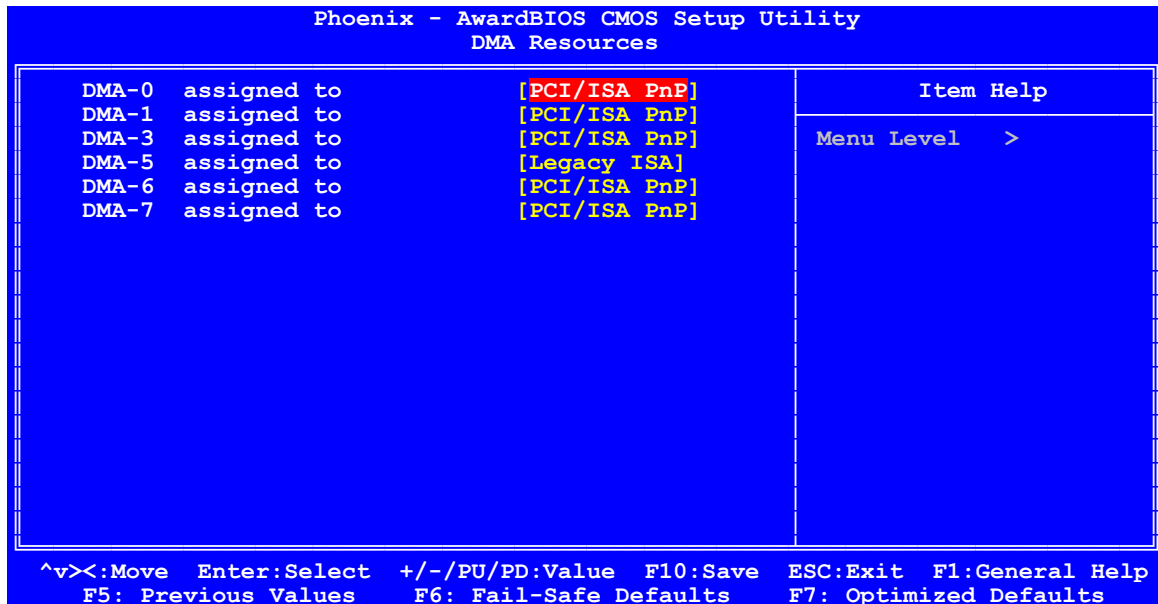 Phoenix - AwardBIOS CMOS Setup Utility
DMA Resources
DMA-0 assigned to [PCI/ISA PnP]
DMA-1 assigned to [PCI/ISA PnP]
DMA-3 assigned to [PCI/ISA PnP]
DMA-5 assigned to [Legacy ISA]
DMA-6 assigned to [PCI/ISA PnP]
DMA-7 assigned to [PCI/ISA PnP]
Item Help
Menu Level >
^v><:Move Enter:Select +/-/PU/PD:Value F10:Save ESC:Exit F1:General Help
F5: Previous Values F6: Fail-Safe Defaults F7: Optimized Defaults